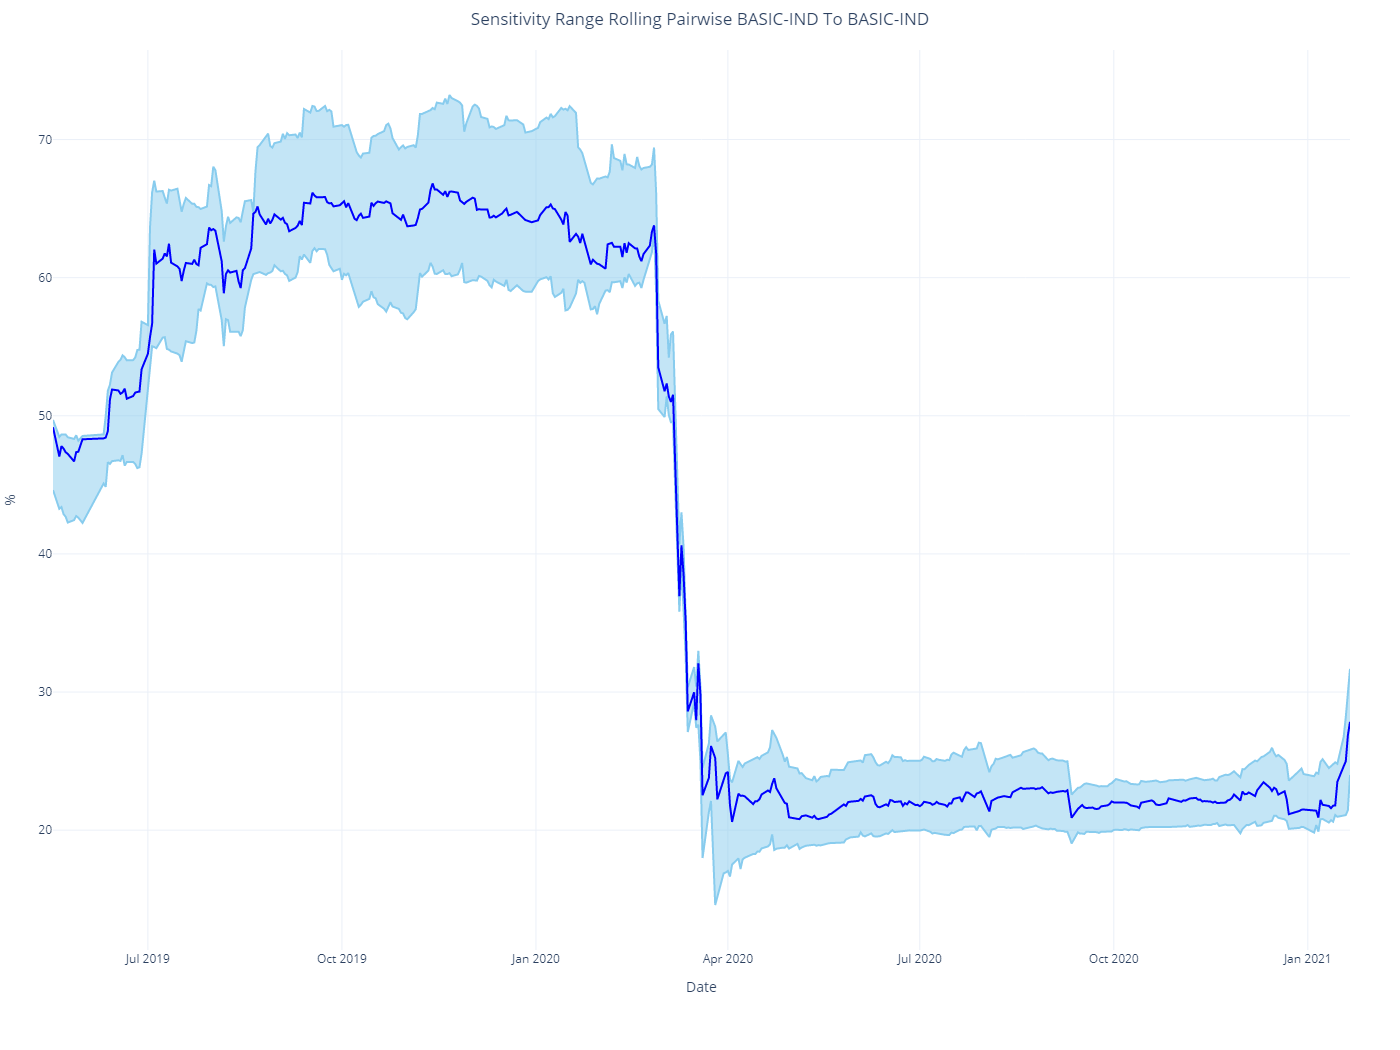 Sensitivity Range Rolling Pairwise BASIC-IND To BASIC-IND
70
60
50
40
30
20
%
Jul 2019
Oct 2019
Jan 2020
Apr 2020
Jul 2020
Oct 2020
Jan 2021
Date